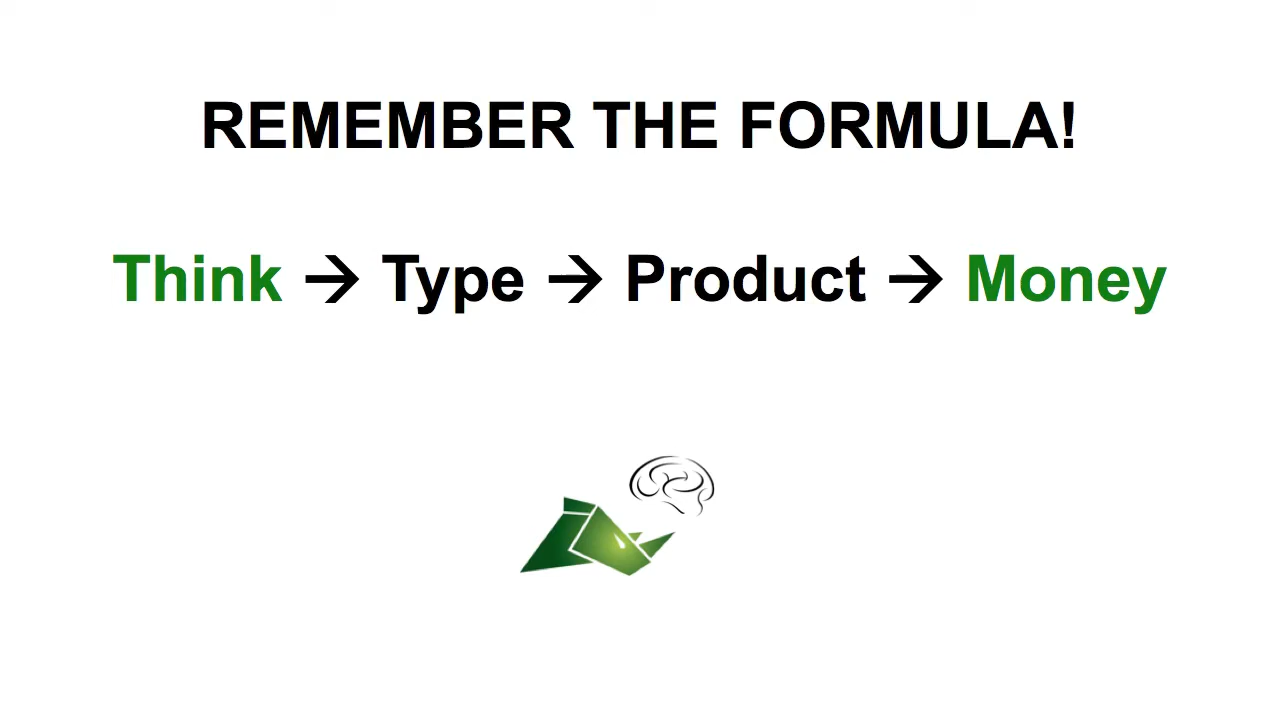 REMEMBER THE FORMULA!
Think → Type → Product → Money